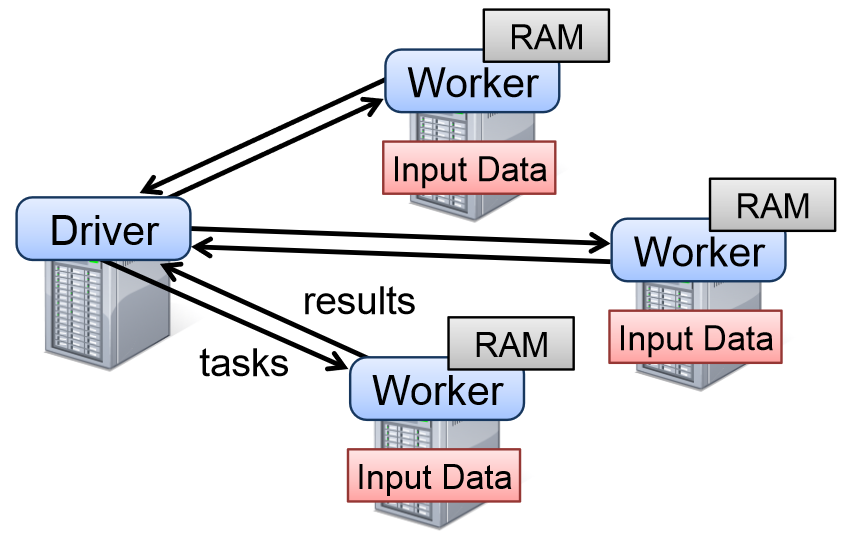 RAM
Worker
Input Data
RAM
Driver
Worker
results
Input Data
RAM
tasks
Worker
Input Data